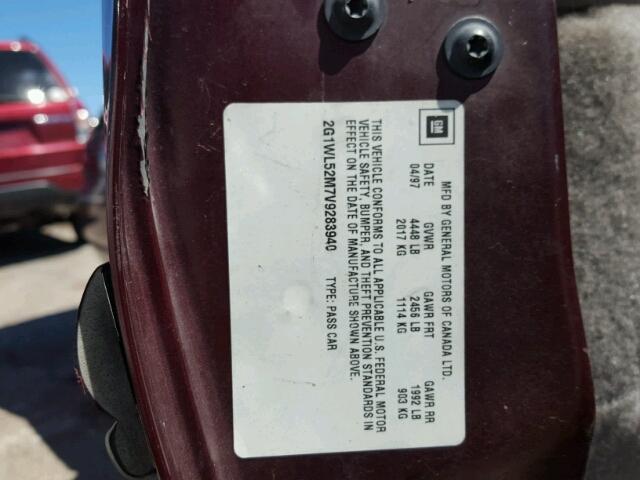 GM
MFD BY GENERAL MOTORS OF CANADA LTD.
DATE GVWR GAWR FRT GAWR RR
04/97 4448 LB 2456 LB 1992 LB
2017 KG 1114 KG 903 KG
THIS VEHICLE CONFORMS TO ALL APPLICABLE U.S. FEDERAL MOTOR
VEHICLE SAFETY, BUMPER, AND THEFT PREVENTION STANDARDS IN
EFFECT ON THE DATE OF MANUFACTURE SHOWN ABOVE.
2G1WL52M7V9283940 TYPE: PASS CAR